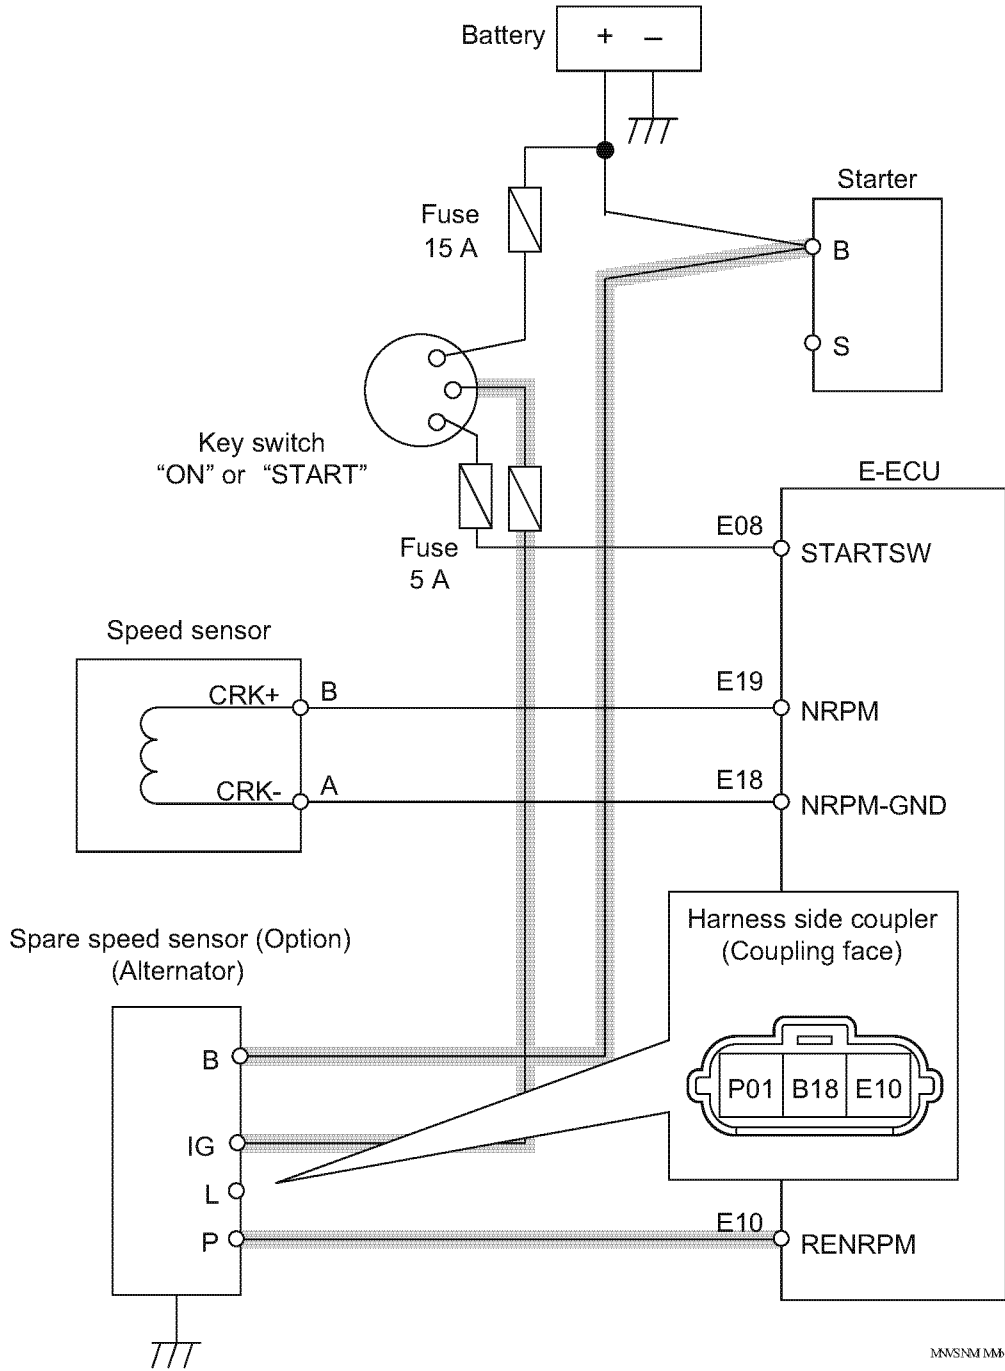 Battery + −
Starter
Fuse
15 A
B
S
Key switch
“ON” or “START”
E-ECU
Fuse
5 A
E08
STARTSW
Speed sensor
CRK+
B
E19
NRPM
CRK-
A
E18
NRPM-GND
Spare speed sensor (Option)
(Alternator)
Harness side coupler
(Coupling face)
B
P01 B18 E10
IG
L
P
E10
RENRPM